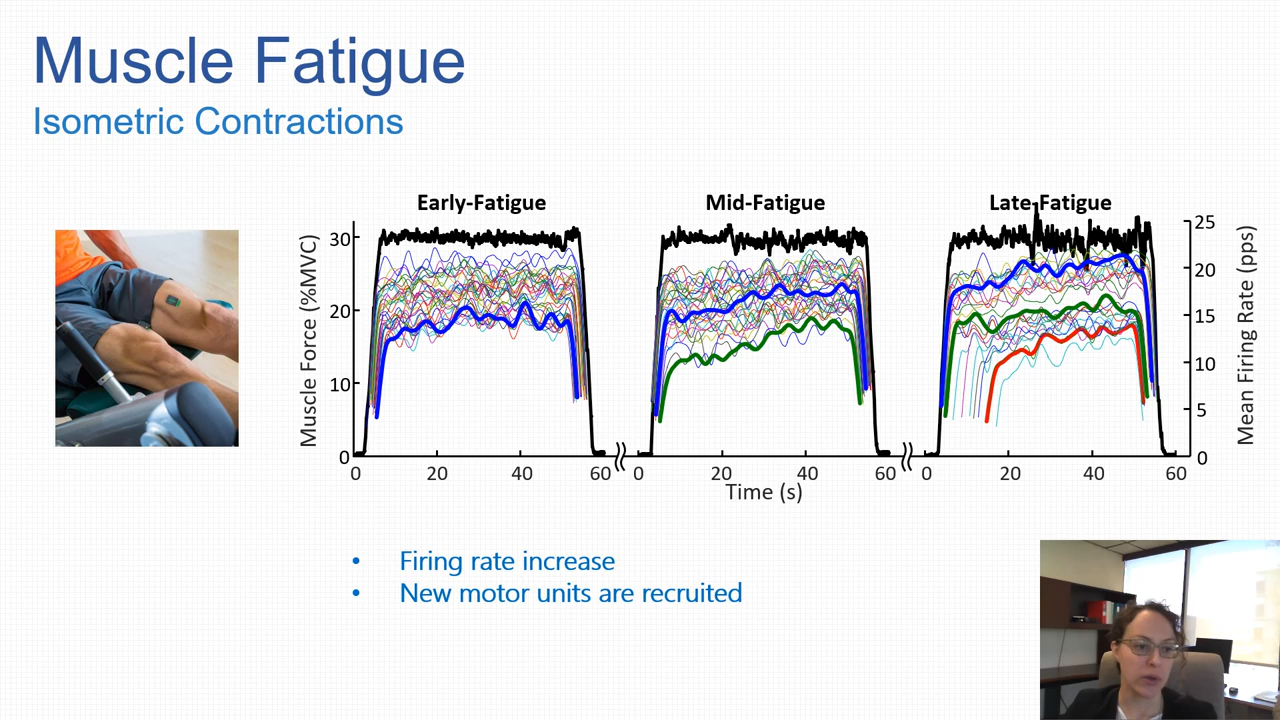 Muscle Fatigue
Isometric Contractions
Early-Fatigue
Mid-Fatigue
Late-Fatigue
Muscle Force (%MVC)
30
20
10
0
0 20 40 60
0 20 40 60
0 20 40 60
Time (s)
25
20
15
10
5
0
Mean Firing Rate (pps)
• Firing rate increase
• New motor units are recruited